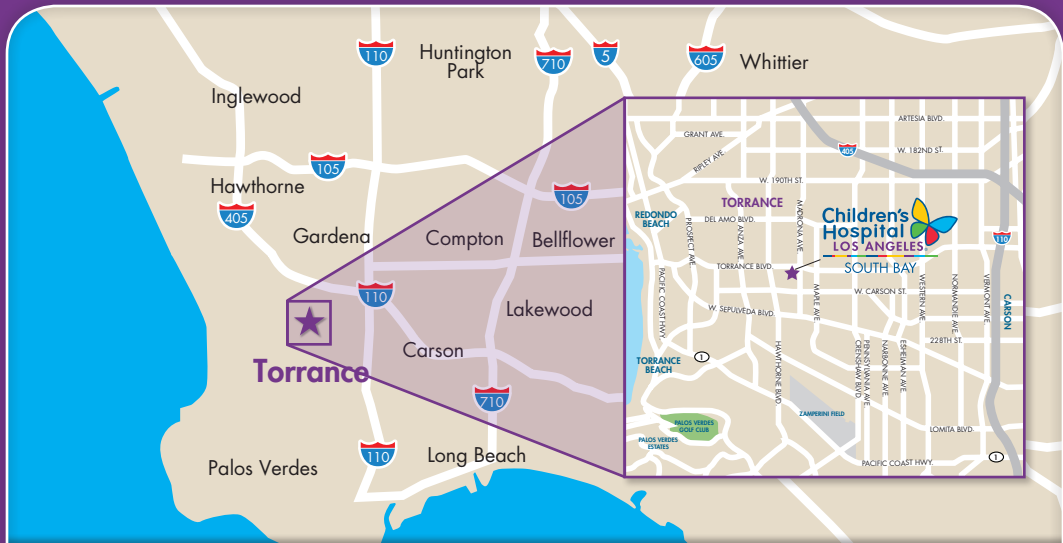 110
Huntington
Park
710
5
605
Whittier
Inglewood
105
Hawthorne
405
Gardena
Compton
105
Bellflower
110
Lakewood
Carson
Torrance
710
110
Palos Verdes
Long Beach
ARTESIA BLVD.
GRANT AVE.
405
W. 182ND ST.
RIPLEY AVE.
W. 190TH ST.
TORRANCE
MADRONA AVE.
REDONDO
BEACH
DEL AMO BLVD.
PROSPECT AVE.
ANZA AVE.
Children's
Hospital
LOS ANGELES
SOUTH BAY
110
TORRANCE BLVD.
PACIFIC COAST HWY.
MAPLE AVE.
W. CARSON ST.
WESTERN AVE.
NORMANDIE AVE.
VERMONT AVE.
CARSON
W. SEPULVEDA BLVD.
228TH ST.
TORRANCE
BEACH
1
HAWTHORNE BLVD.
CRENSHAW BLVD.
PENNSYLVANIA AVE.
NARBONNE AVE.
ESHELMAN AVE.
ZAMPERINI FIELD
PALOS VERDES
GOLF CLUB
PALOS VERDES
ESTATES
LOMITA BLVD.
PACIFIC COAST HWY.
1